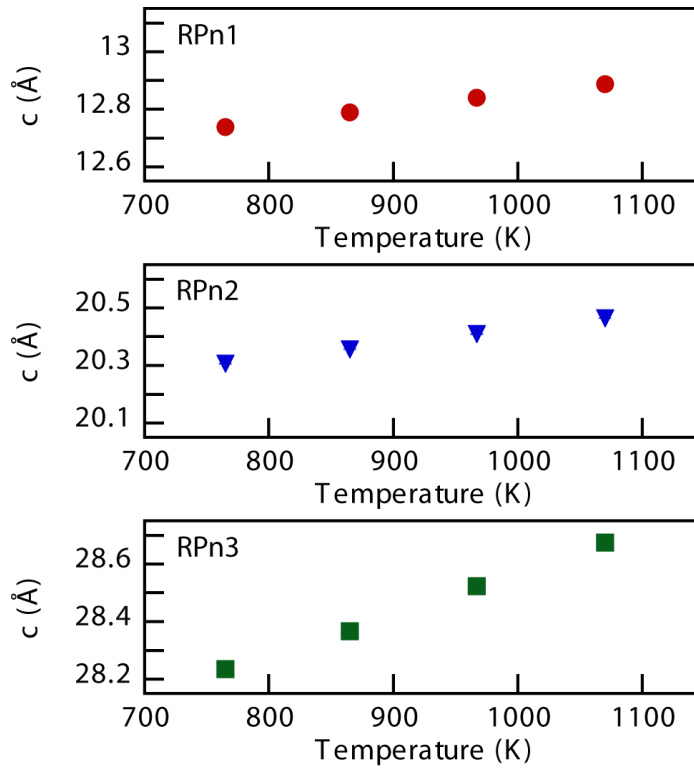 RPn1
c (Å)
13
12.8
12.6
700 800 900 1000 1100
Temperature (K)
RPn2
c (Å)
20.5
20.3
20.1
700 800 900 1000 1100
Temperature (K)
RPn3
c (Å)
28.6
28.4
28.2
700 800 900 1000 1100
Temperature (K)